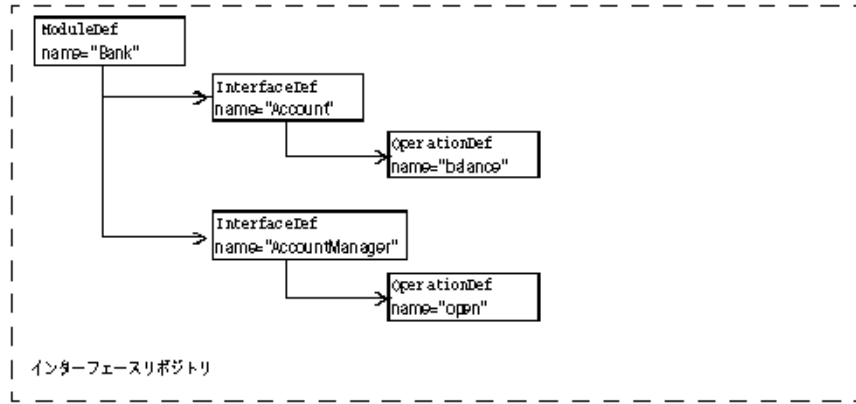 ModuleDef
name="Bank"
InterfaceDef
name="Account"
OperationDef
name="balance"
InterfaceDef
name="AccountManager"
OperationDef
name="open"
インターフェースリポジトリ